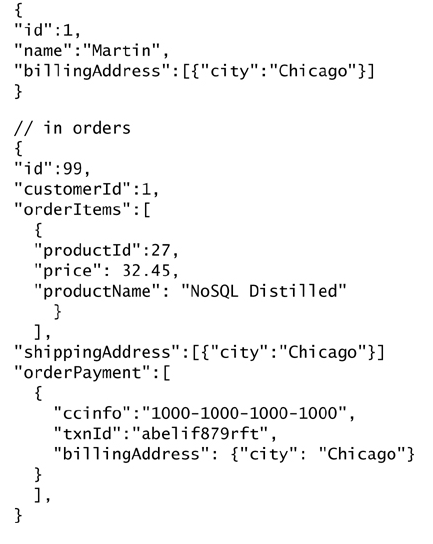 {
"id":1,
"name":"Martin",
"billingAddress":[{"city":"Chicago"}]
}
// in orders
{
"id":99,
"customerId":1,
"orderItems":[
{
"productId":27,
"price": 32.45,
"productName": "NoSQL Distilled"
}
],
"shippingAddress":[{"city":"Chicago"}]
"orderPayment":[
{
"ccinfo":"1000-1000-1000-1000",
"txnId":"abelif879rft",
"billingAddress": {"city": "Chicago"}
}
],
}